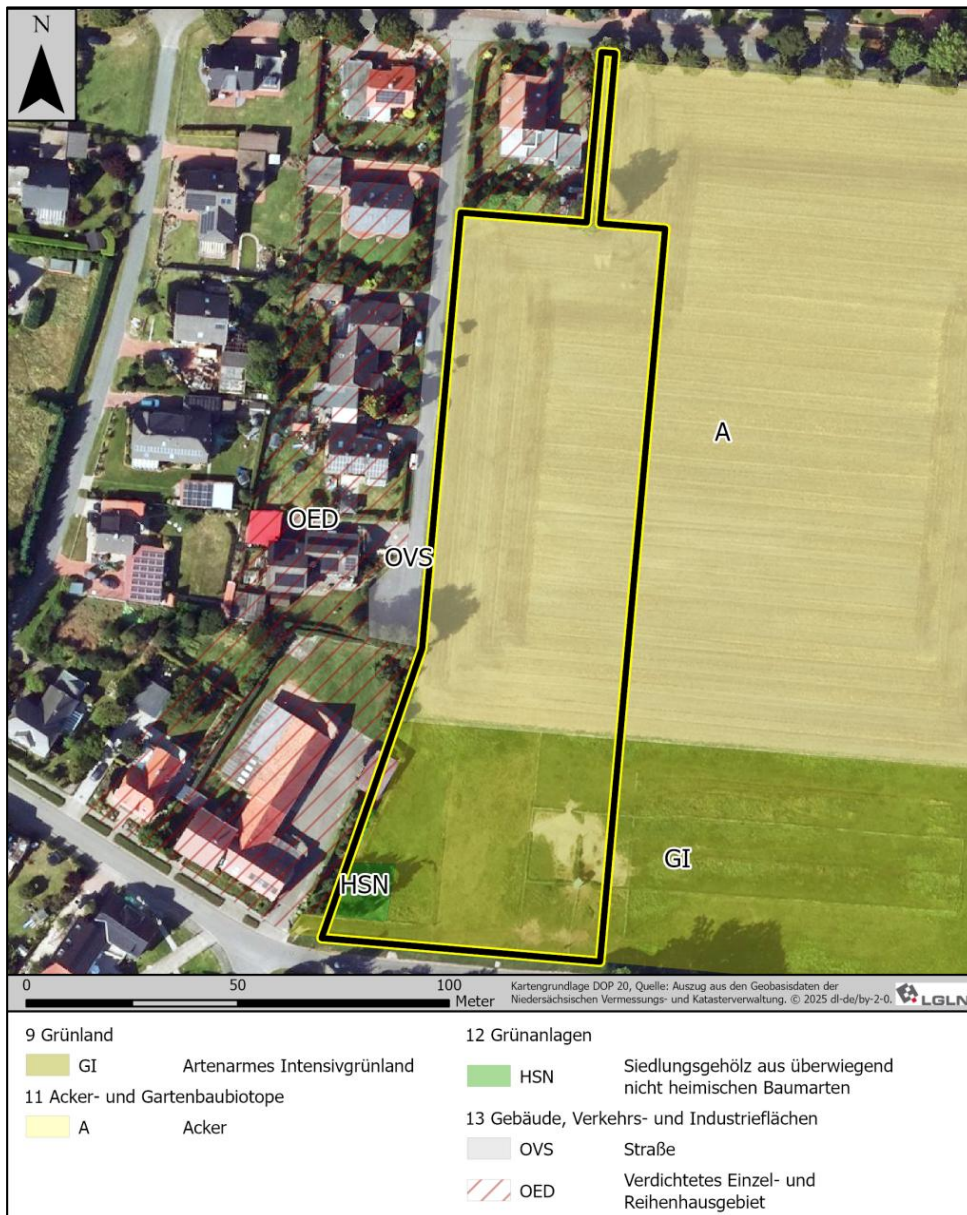 N
A
OED
OVS
GI
HSN
0 50 100 Meter
Kartengrundlage DOP 20, Quelle: Auszug aus den Geobasisdaten der
Niedersächsischen Vermessungs- und Katasterverwaltung. © 2025 dl-de/by-2-0.
LGLN
9 Grünland
GI Artenarmes Intensivgrünland
11 Acker- und Gartenbaubiotope
A Acker
12 Grünanlagen
HSN Siedlungsgehölz aus überwiegend
nicht heimischen Baumarten
13 Gebäude, Verkehrs- und Industrieflächen
OVS Straße
OED Verdichtetes Einzel- und
Reihenhausgebiet